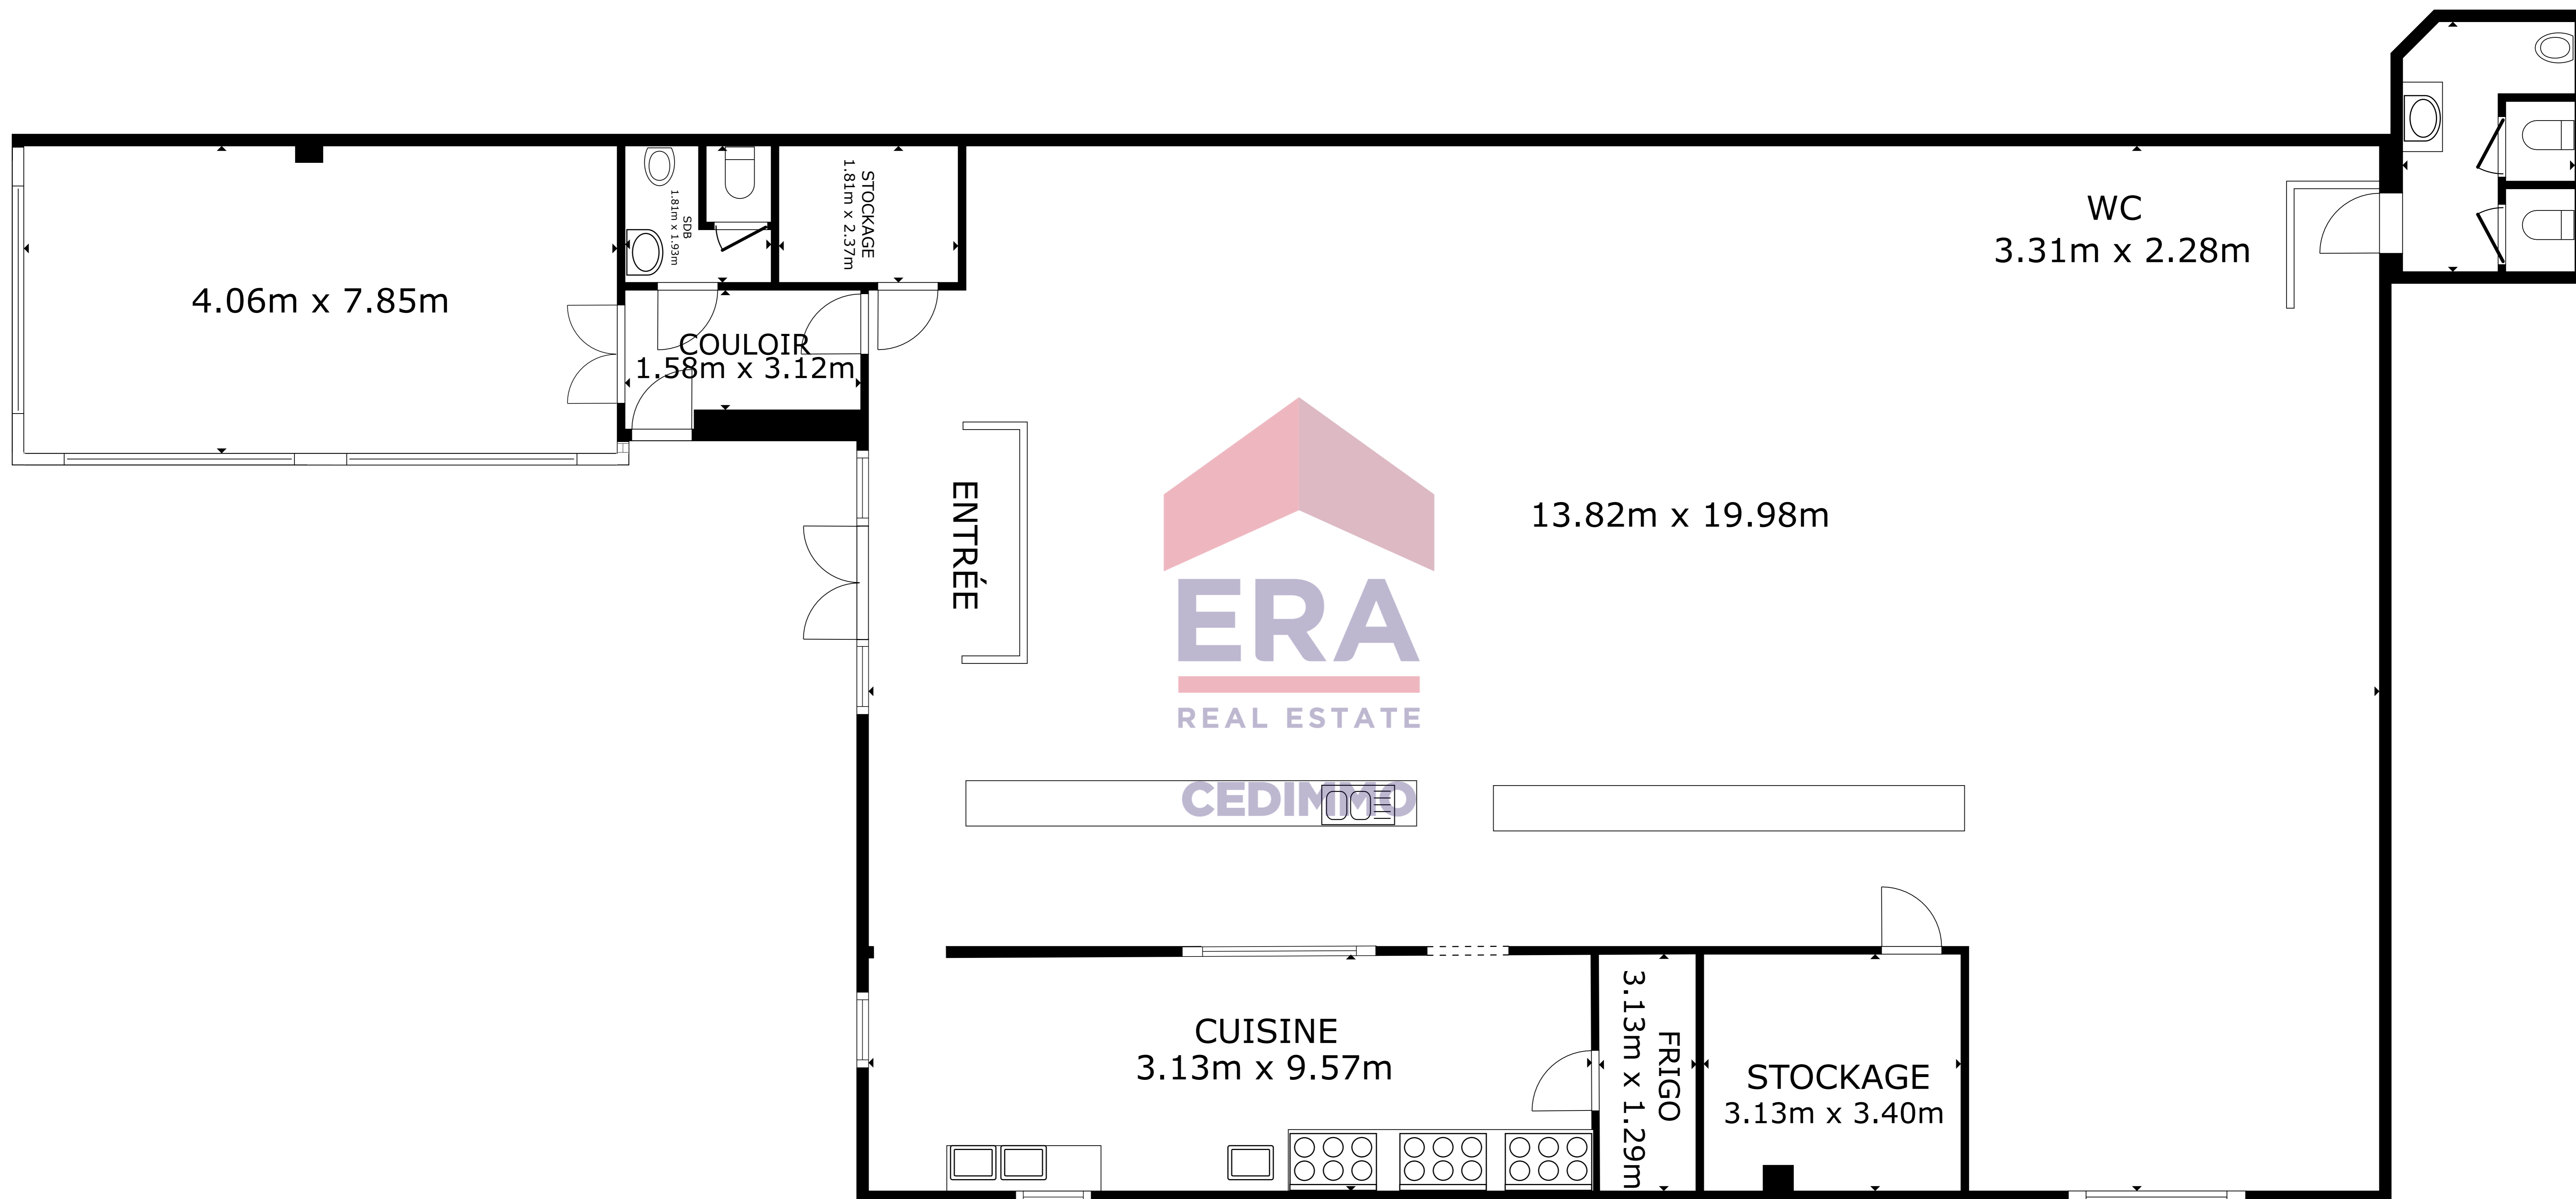 SDB
1.81m x 1.93m
STOCKAGE
1.81m x 2.37m
WC
3.31m x 2.28m
4.06m x 7.85m
COULOIR
1.58m x 3.12m
ENTRÉE
13.82m x 19.98m
ERA
REAL ESTATE
CEDIMMO
CUISINE
3.13m x 9.57m
FRIGO
3.13m x 1.29m
STOCKAGE
3.13m x 3.40m